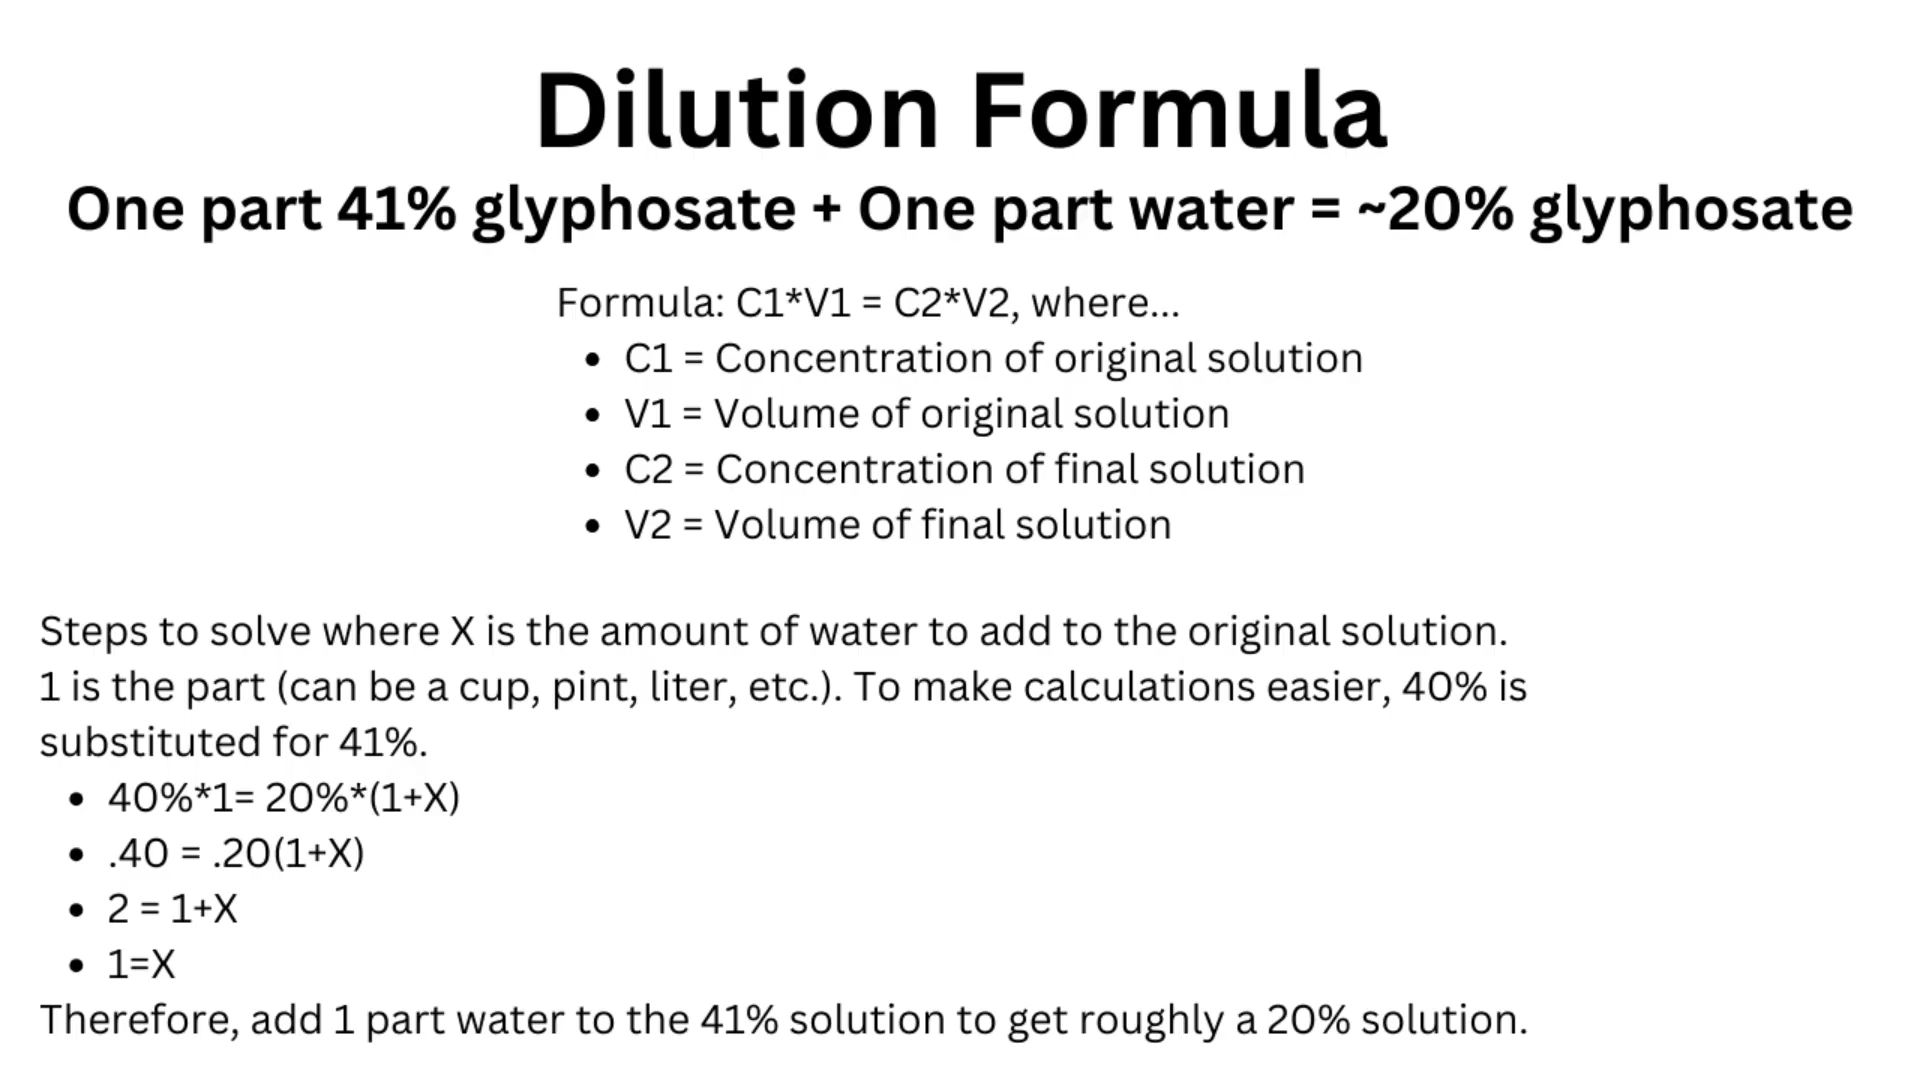 Dilution Formula
One part 41% glyphosate + One part water = ~20% glyphosate
Formula: C1*V1 = C2*V2, where...
• C1 = Concentration of original solution
• V1 = Volume of original solution
• C2 = Concentration of final solution
• V2 = Volume of final solution
Steps to solve where X is the amount of water to add to the original solution.
1 is the part (can be a cup, pint, liter, etc.). To make calculations easier, 40% is
substituted for 41%.
• 40%*1= 20%*(1+X)
• .40 = .20(1+X)
• 2 = 1+X
• 1=X
Therefore, add 1 part water to the 41% solution to get roughly a 20% solution.